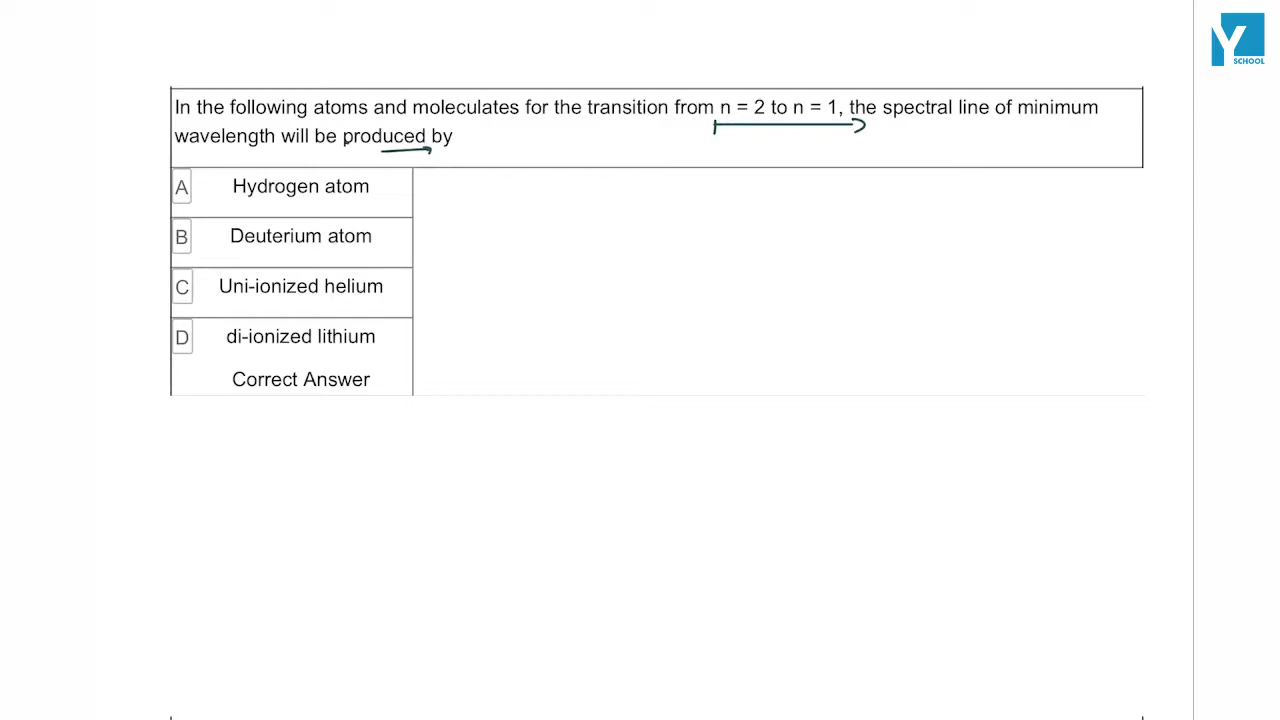 Y
SCHOOL
In the following atoms and moleculates for the transition from n = 2 to n = 1, the spectral line of minimum
wavelength will be produced by
A Hydrogen atom
B Deuterium atom
C Uni-ionized helium
D di-ionized lithium
Correct Answer